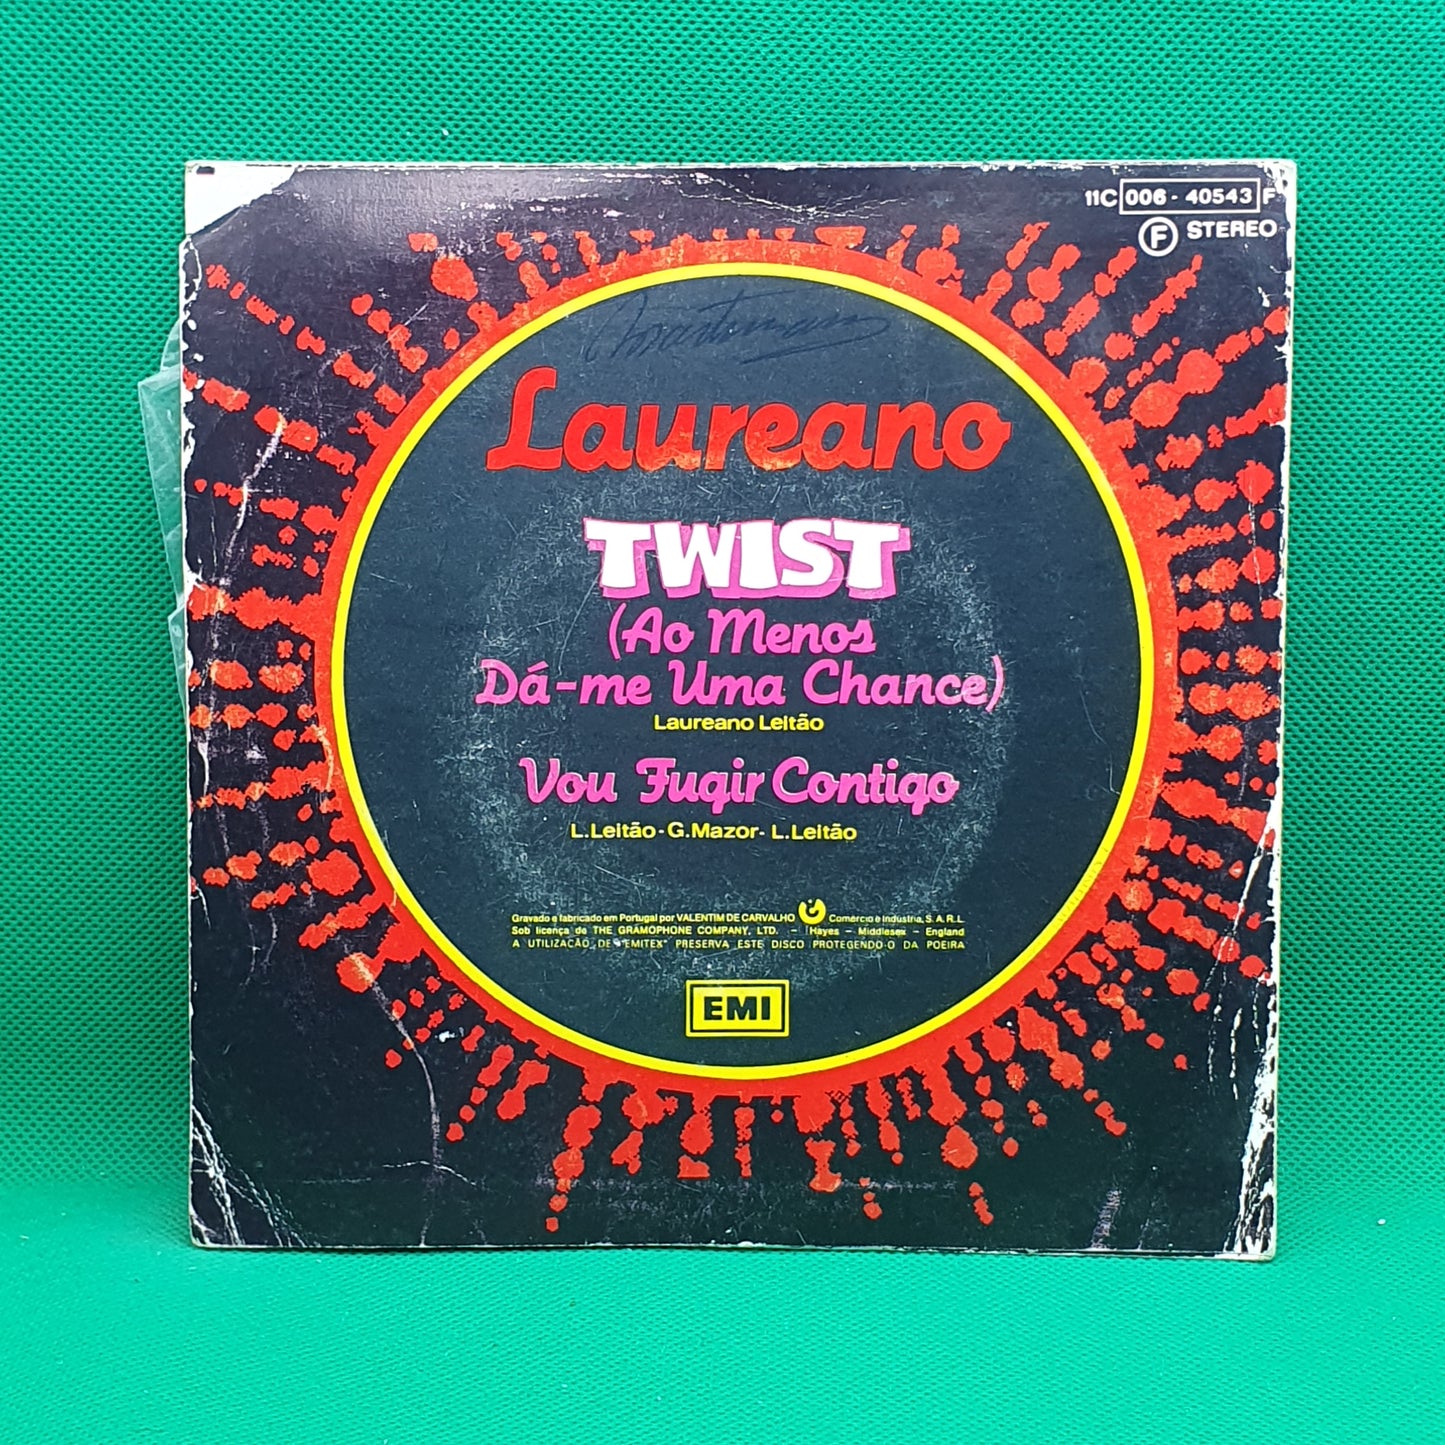 11C 006 - 40543 F
F STEREO
Laureano
TWIST
(Ao Menos
Dá-me Uma Chance)
Laureano Leitão
Vou Fugir Contigo
L.Leitão - G.Mazor - L.Leitão
Gravado e fabricado em Portugal por VALENTIM DE CARVALHO Comércio e Indústria, S.A.R.L.
Sob licença de THE GRAMOPHONE COMPANY, LTD. - Hayes - Middlesex - England
A UTILIZAÇÃO DE "EMITEX" PRESERVA ESTE DISCO PROTEGENDO-O DA POEIRA
EMI